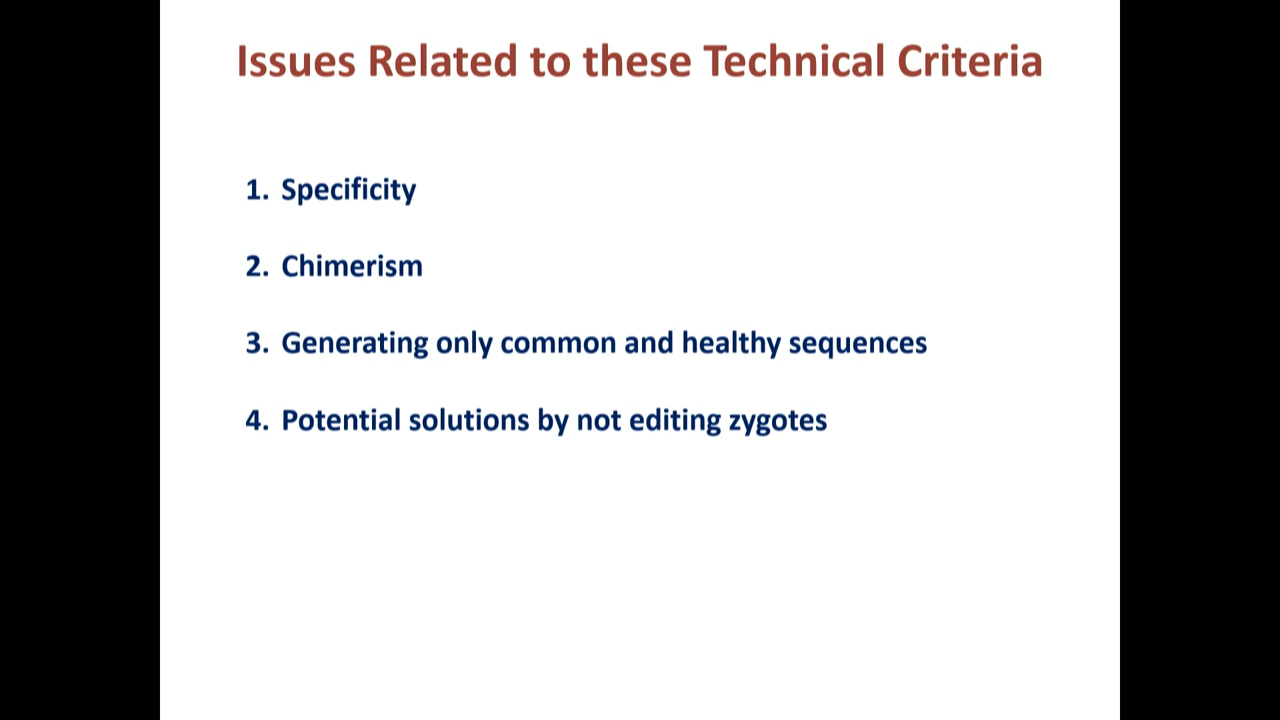 Issues Related to these Technical Criteria
1. Specificity
2. Chimerism
3. Generating only common and healthy sequences
4. Potential solutions by not editing zygotes